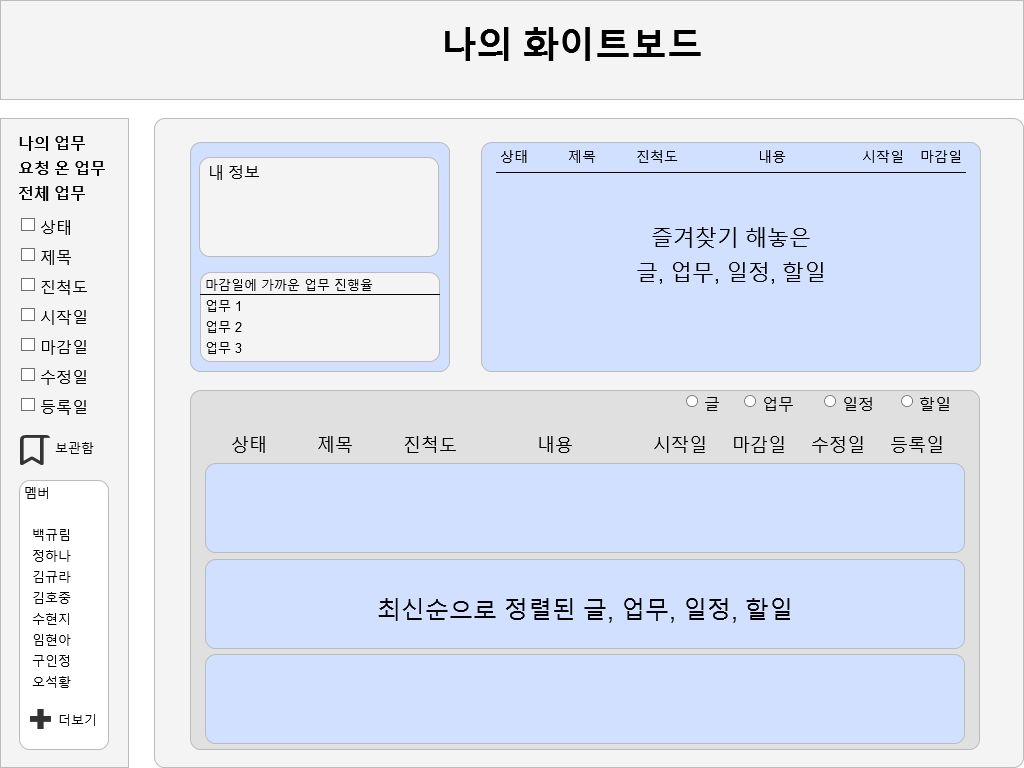 나의 화이트보드
나의 업무
요청 온 업무
전체 업무
상태
제목
진척도
시작일
마감일
수정일
등록일
보관함
멤버
백규림
정하나
김규라
김호중
수현지
임현아
구인정
오석황
더보기
내 정보
마감일에 가까운 업무 진행율
업무 1
업무 2
업무 3
상태 제목 진척도 내용 시작일 마감일
즐겨찾기 해놓은
글, 업무, 일정, 할일
글 업무 일정 할일
상태 제목 진척도 내용 시작일 마감일 수정일 등록일
최신순으로 정렬된 글, 업무, 일정, 할일